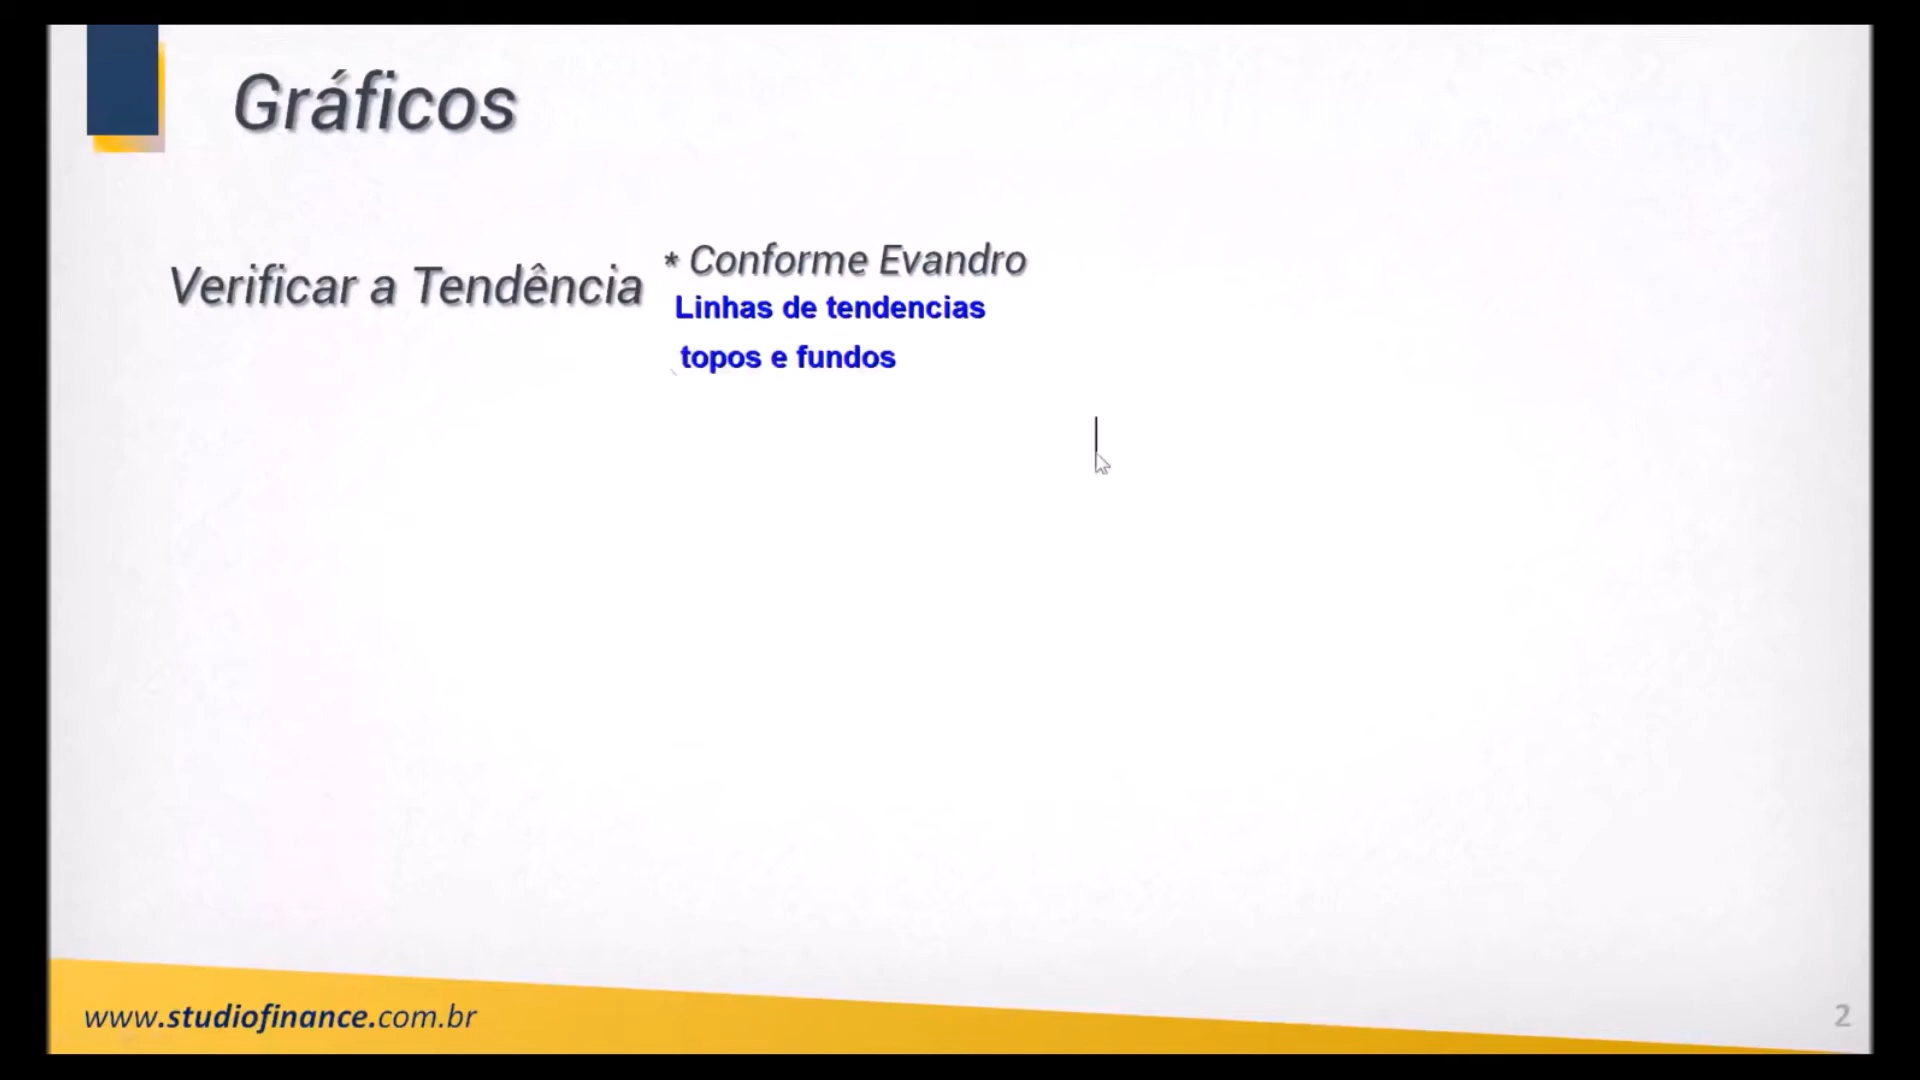 Gráficos
Verificar a Tendência
* Conforme Evandro
Linhas de tendencias
topos e fundos
www.studiofinance.com.br
2